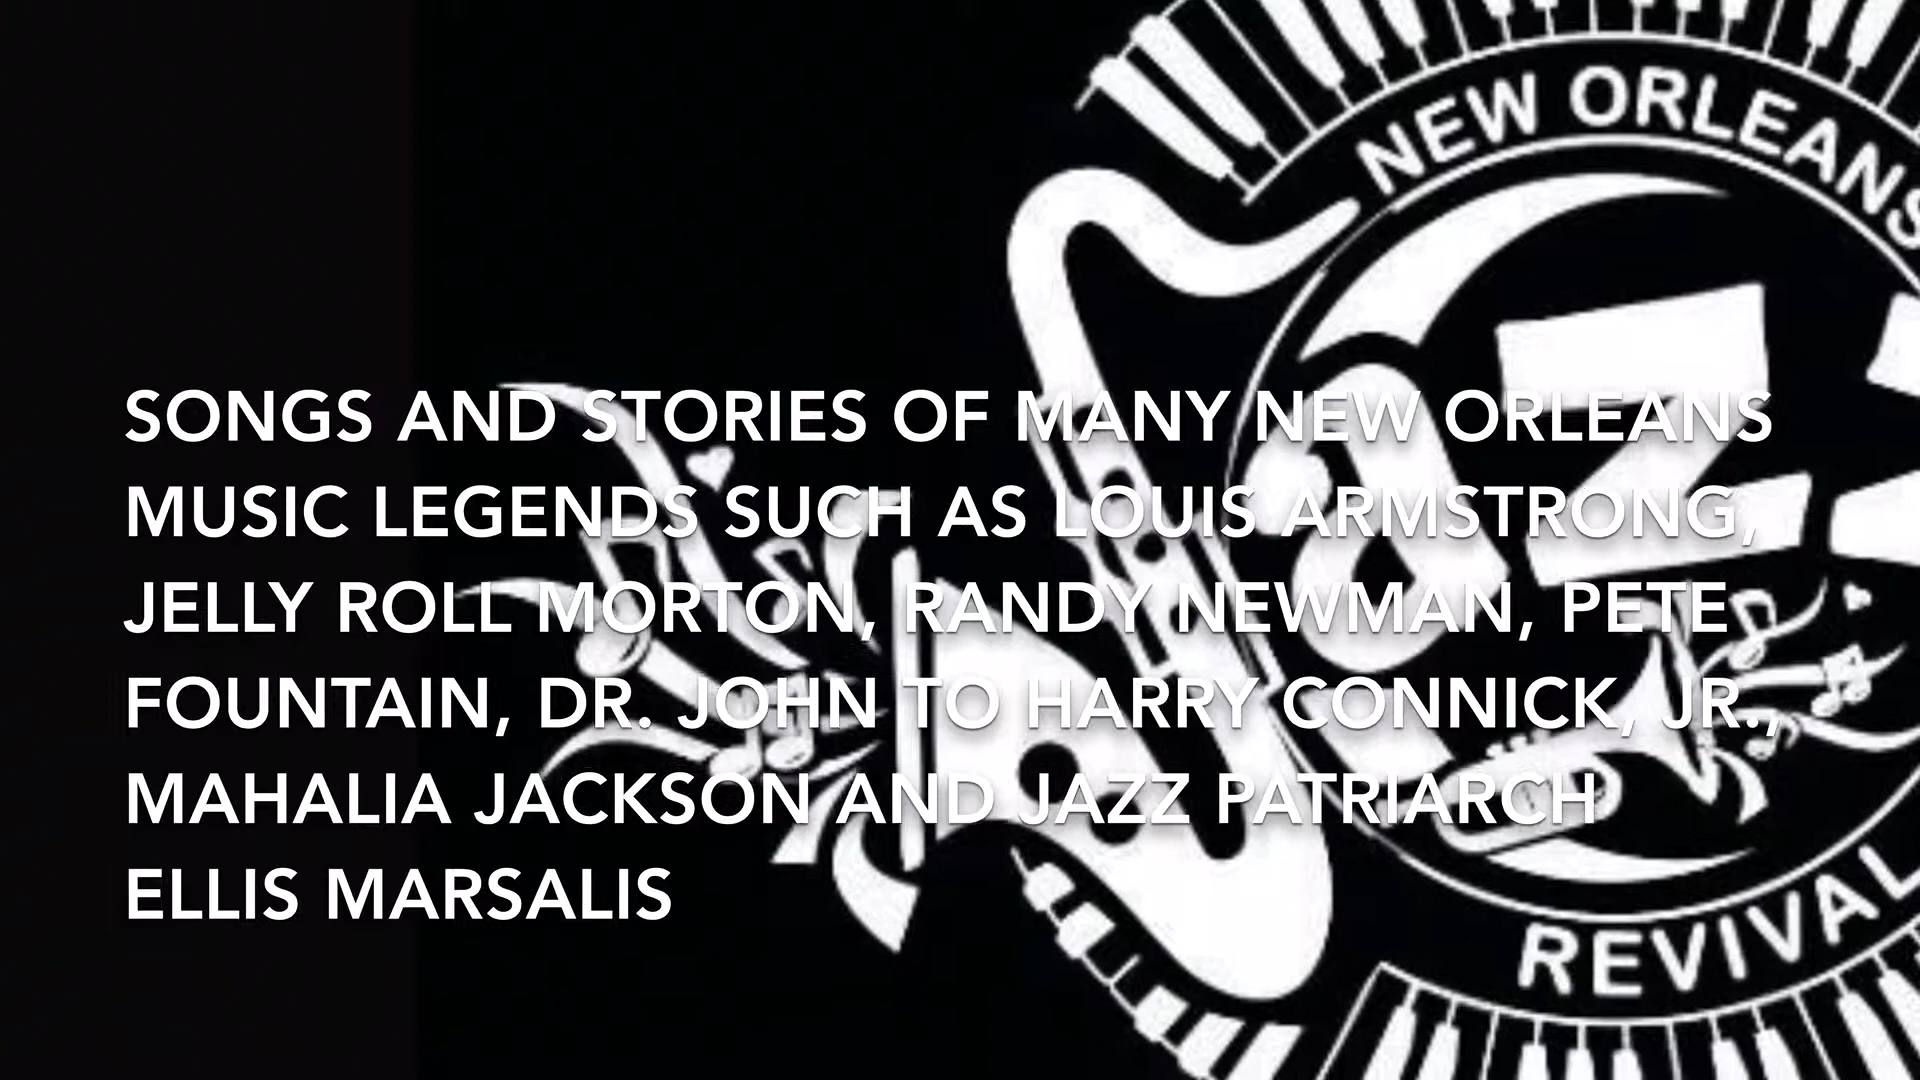 NEW ORLEANS
JAZZ
SONGS AND STORIES OF MANY NEW ORLEANS
MUSIC LEGENDS SUCH AS LOUIS ARMSTRONG,
JELLY ROLL MORTON, RANDY NEWMAN, PETE
FOUNTAIN, DR. JOHN TO HARRY CONNICK, JR.,
MAHALIA JACKSON AND JAZZ PATRIARCH
ELLIS MARSALIS
REVIVAL